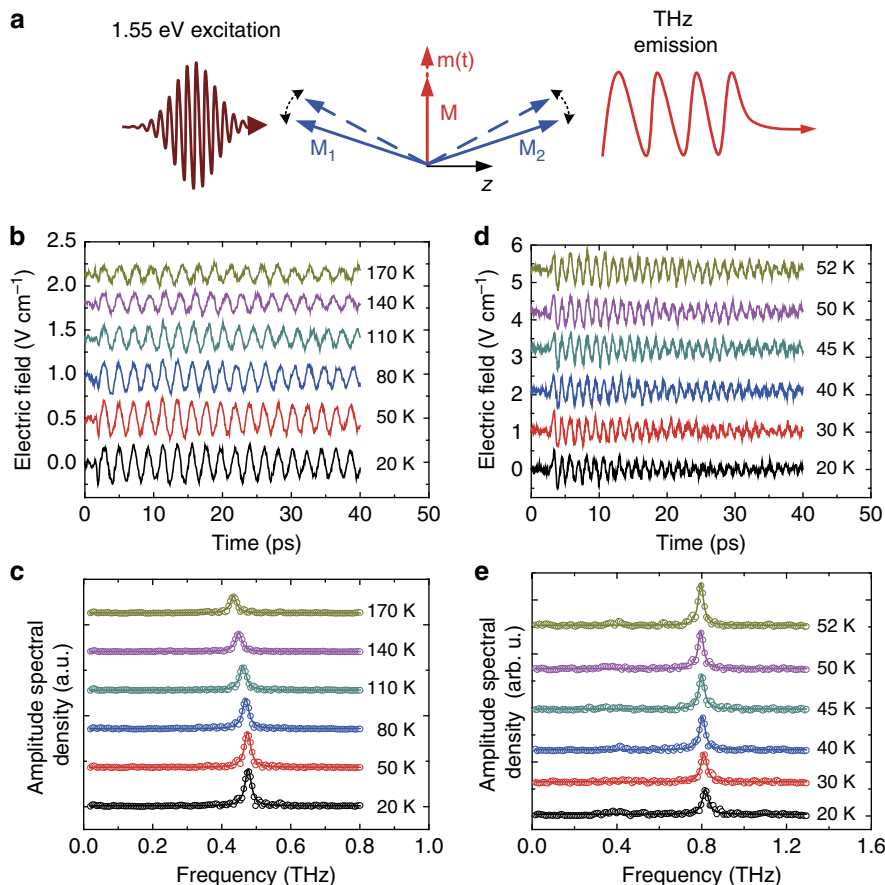 a
1.55 eV excitation
THz
emission
m(t)
M
M1
M2
z
b
Electric field (V cm−1)
2.5
2.0
1.5
1.0
0.5
0.0
170 K
140 K
110 K
80 K
50 K
20 K
0 10 20 30 40 50
Time (ps)
d
Electric field (V cm−1)
6
5
4
3
2
1
0
52 K
50 K
45 K
40 K
30 K
20 K
0 10 20 30 40 50
Time (ps)
c
Amplitude spectral
density (a.u.)
170 K
140 K
110 K
80 K
50 K
20 K
0.0 0.2 0.4 0.6 0.8 1.0
Frequency (THz)
e
Amplitude spectral
density (arb. u.)
52 K
50 K
45 K
40 K
30 K
20 K
0.0 0.4 0.8 1.2 1.6
Frequency (THz)